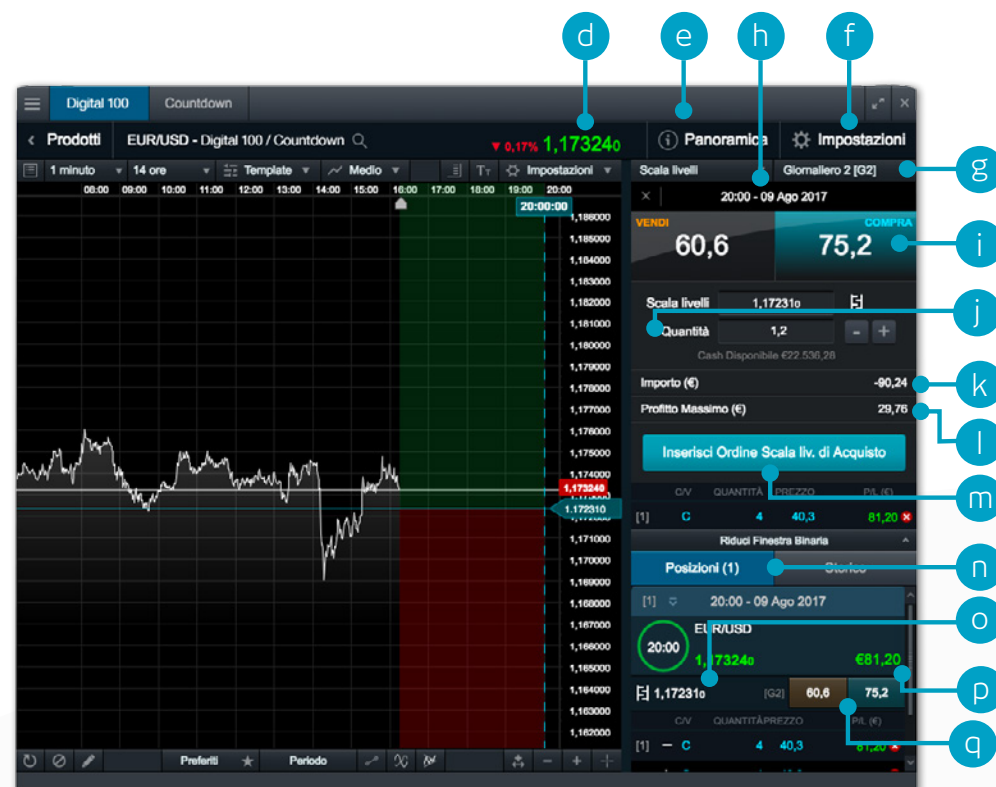 d e h f
Digital 100 Countdown
Prodotti EUR/USD - Digital 100 / Countdown 0,17% 1,173240 Panoramica Impostazioni
1 minuto 14 ore Template Medio Impostazioni Scala livelli Giornaliero 2 [G2] g
08:00 09:00 10:00 11:00 12:00 13:00 14:00 15:00 16:00 17:00 18:00 19:00 20:00
20:00:00
1,186000
1,185000
1,184000
1,183000
1,182000
1,181000
1,180000
1,179000
1,178000
1,177000
1,176000
1,175000
1,174000
1,173240
1.172310
1,171000
1,170000
1,169000
1,168000
1,167000
1,166000
1,165000
1,164000
1,163000
1,162000
Preferiti Periodo
20:00 - 09 Ago 2017
VENDI COMPRA
60,6 75,2 i
Scala livelli 1,172310
j
Quantità 1,2 - +
Cash Disponibile €22.536,28
Importo (€) -90,24 k
Profitto Massimo (€) 29,76 l
Inserisci Ordine Scala liv. di Acquisto
m
C/V QUANTITÀ PREZZO P/L (€)
[1] C 4 40,3 81,20
Riduci Finestra Binaria
Posizioni (1) Storico n
[1] 20:00 - 09 Ago 2017
o
EUR/USD
20:00
1,173240 €81,20
p
1,172310 [G2] 60,6 75,2
C/V QUANTITÀPREZZO P/L (€)
q
[1] – C 4 40,3 81,20